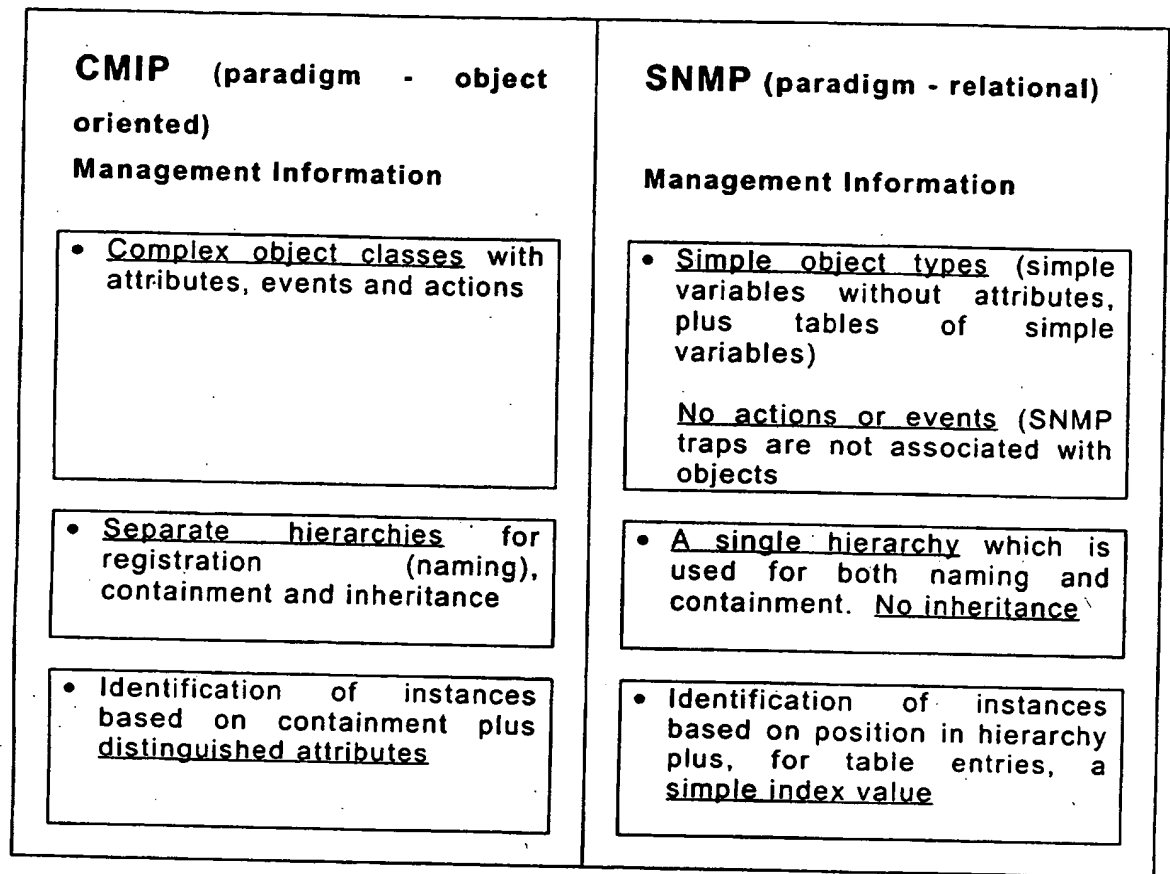 CMIP (paradigm - object
oriented)
Management Information
• Complex object classes with
attributes, events and actions
• Separate hierarchies for
registration (naming),
containment and inheritance
• Identification of instances
based on containment plus
distinguished attributes
SNMP (paradigm - relational)
Management Information
• Simple object types (simple
variables without attributes,
plus tables of simple
variables)
No actions or events (SNMP
traps are not associated with
objects
• A single hierarchy which is
used for both naming and
containment. No inheritance
• Identification of instances
based on position in hierarchy
plus, for table entries, a
simple index value